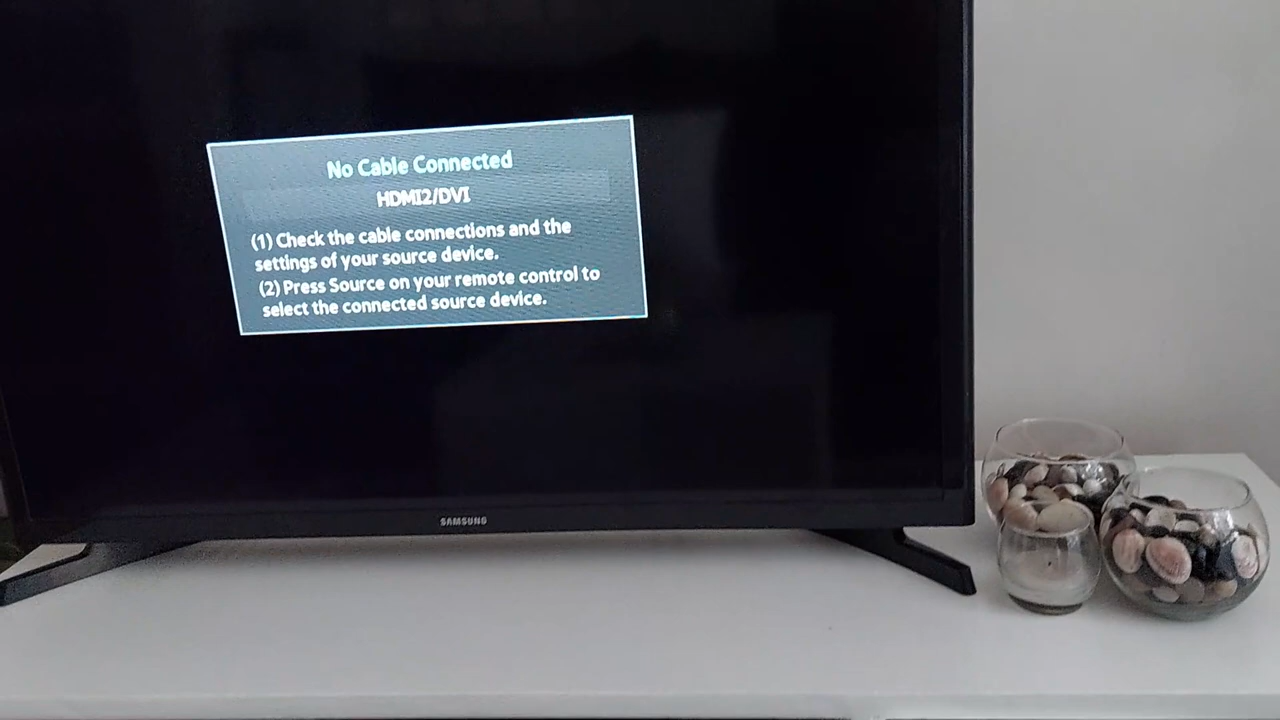 No Cable Connected
HDMI2/DVI
(1) Check the cable connections and the
settings of your source device.
(2) Press Source on your remote control to
select the connected source device.
SAMSUNG